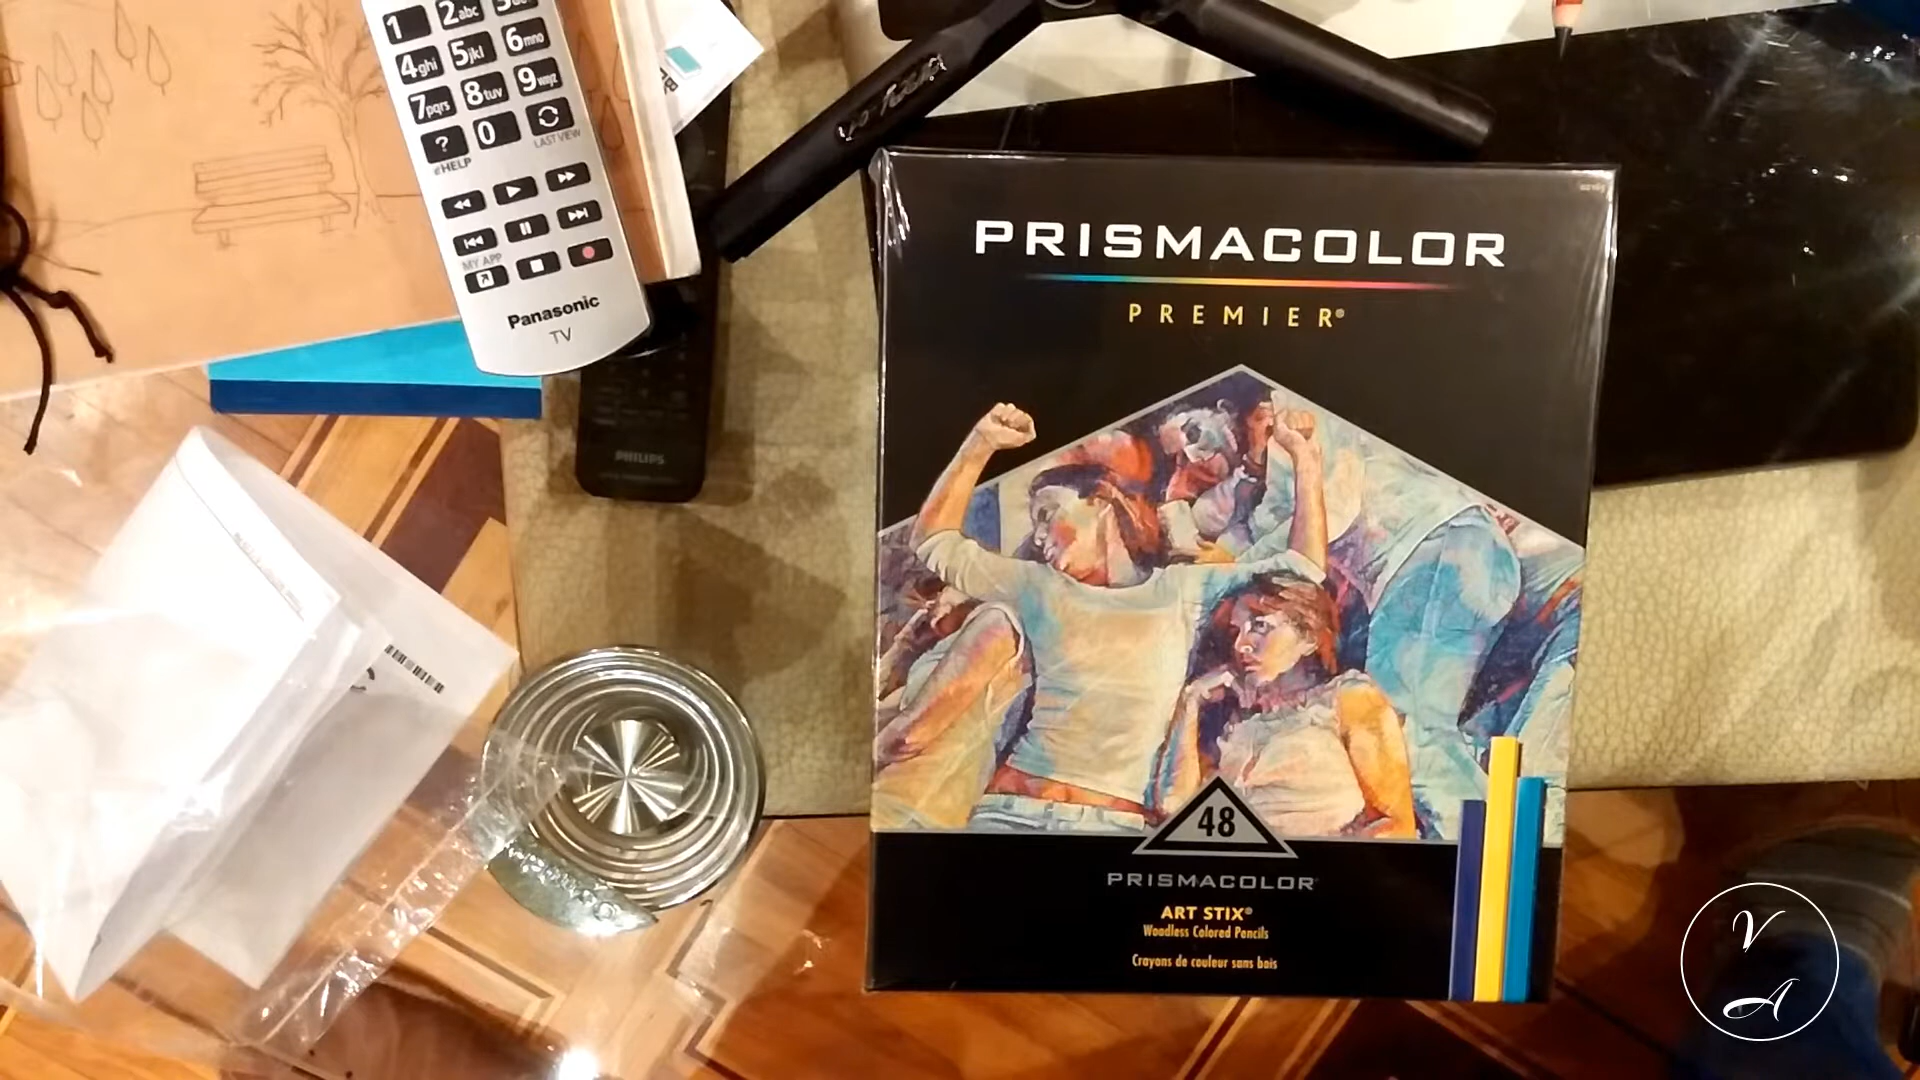 1
2abc
4ghi
5jkl
6mno
7pqrs
8tuv
9wxyz
?
0
LAST VIEW
eHELP
MY APP
Panasonic
TV
PHILIPS
PRISMACOLOR
PREMIER®
48
PRISMACOLOR
ART STIX®
Woodless Colored Pencils
Crayons de couleur sans bois
V
A